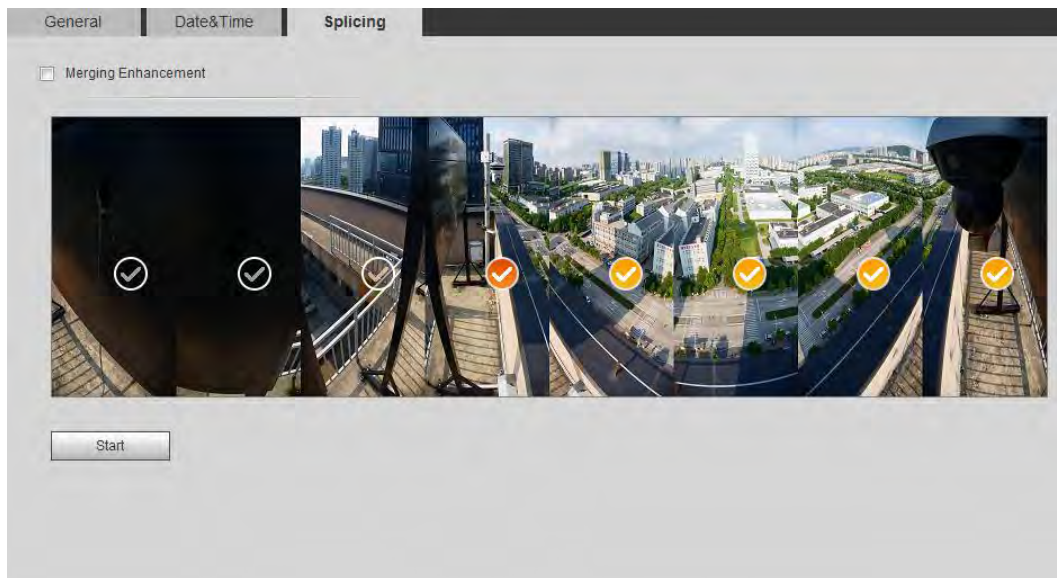 General
Date&Time
Splicing
Merging Enhancement
Start